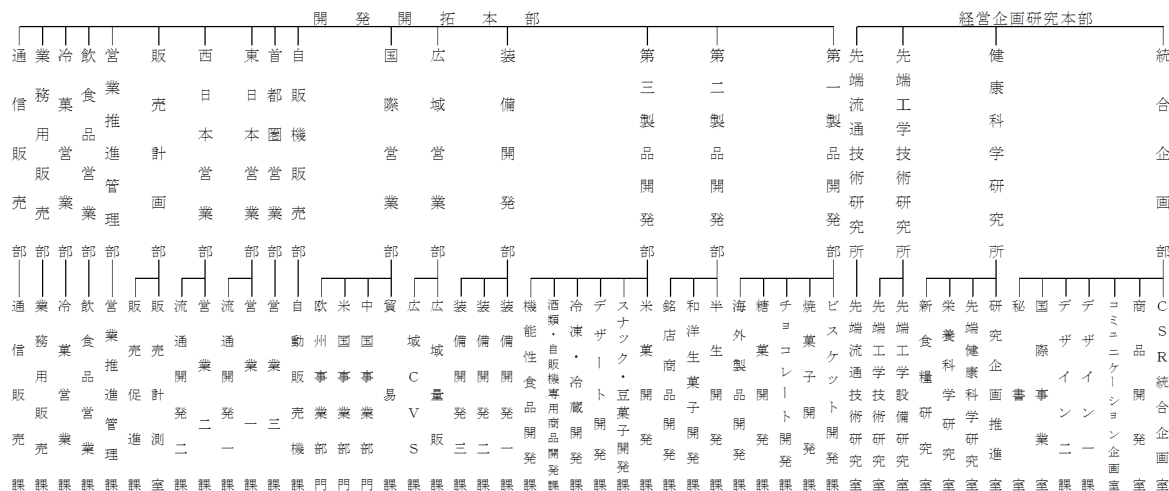 経営企画研究本部
統合企画部
健康科学研究所
先端工学技術研究所
先端流通技術研究所
CSR統合企画室
商品開発室
コミュニケーション企画室
デザイン一課
デザイン二課
国際事業室
秘書室
研究企画推進室
先端健康科学研究室
栄養科学研究室
新食糧研究室
先端工学設備研究室
先端工学技術研究室
先端流通技術研究室
開発開拓本部
第一製品開発部
第二製品開発部
第三製品開発部
装備開発部
広域営業部
国際営業部
自販機販売部
首都圏営業部
東日本営業部
西日本営業部
販売計画部
営業推進管理部
飲食品営業部
冷菓営業部
業務用販売部
通信販売部
ビスケット開発課
焼菓子開発課
チョコレート開発課
糖菓開発課
海外製品開発課
半生開発課
和洋生菓子開発課
銘店商品開発課
米菓開発課
スナック・豆菓子開発課
デザート開発課
冷凍・冷蔵開発課
酒類・自販機専用商品開発課
機能性食品開発課
装備開発一課
装備開発二課
装備開発三課
広域量販課
広域CVS課
貿易課
中国事業部門
米国事業部門
欧州事業部門
自動販売機課
営業三課
営業一課
流通開発一課
営業二課
流通開発二課
販売計測室
販売促進課
営業推進管理課
飲食品営業課
冷菓営業課
業務用販売課
通信販売課